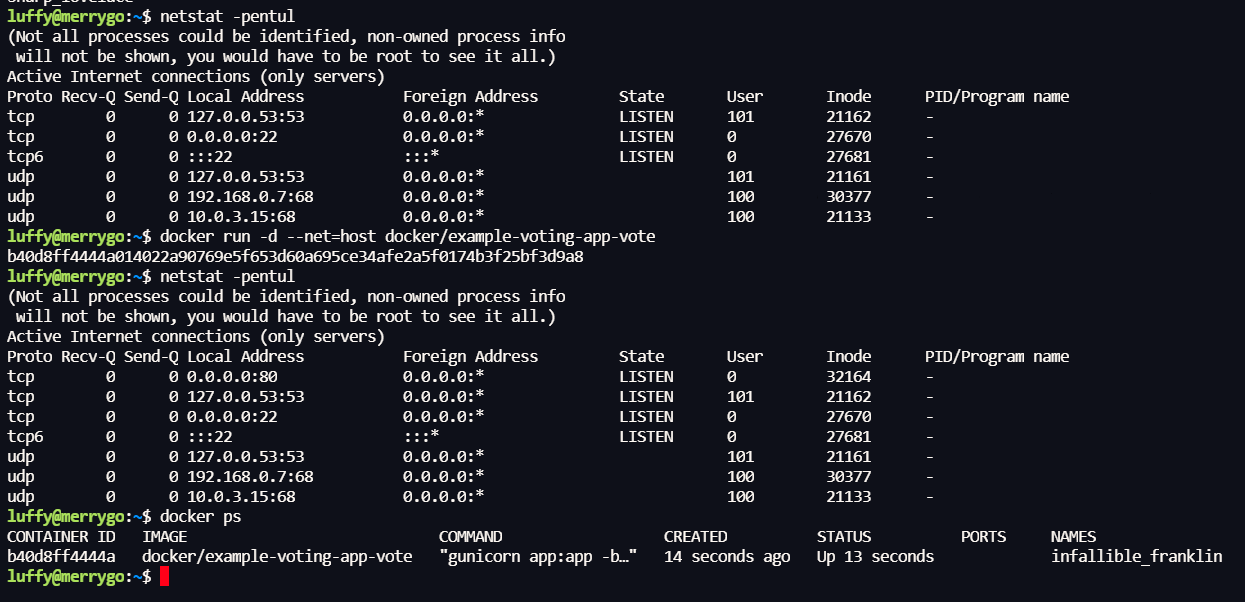 luffy@merrygo:~$ netstat -pentul
(Not all processes could be identified, non-owned process info
 will not be shown, you would have to be root to see it all.)
Active Internet connections (only servers)
Proto Recv-Q Send-Q Local Address           Foreign Address         State       User       Inode      PID/Program name
tcp        0      0 127.0.0.53:53           0.0.0.0:*               LISTEN      101        21162      -
tcp        0      0 0.0.0.0:22              0.0.0.0:*               LISTEN      0          27670      -
tcp6       0      0 :::22                   :::*                    LISTEN      0          27681      -
udp        0      0 127.0.0.53:53           0.0.0.0:*                           101        21161      -
udp        0      0 192.168.0.7:68          0.0.0.0:*                           100        30377      -
udp        0      0 10.0.3.15:68            0.0.0.0:*                           100        21133      -
luffy@merrygo:~$ docker run -d --net=host docker/example-voting-app-vote
b40d8ff4444a014022a90769e5f653d60a695ce34afe2a5f0174b3f25bf3d9a8
luffy@merrygo:~$ netstat -pentul
(Not all processes could be identified, non-owned process info
 will not be shown, you would have to be root to see it all.)
Active Internet connections (only servers)
Proto Recv-Q Send-Q Local Address           Foreign Address         State       User       Inode      PID/Program name
tcp        0      0 0.0.0.0:80              0.0.0.0:*               LISTEN      0          32164      -
tcp        0      0 127.0.0.53:53           0.0.0.0:*               LISTEN      101        21162      -
tcp        0      0 0.0.0.0:22              0.0.0.0:*               LISTEN      0          27670      -
tcp6       0      0 :::22                   :::*                    LISTEN      0          27681      -
udp        0      0 127.0.0.53:53           0.0.0.0:*                           101        21161      -
udp        0      0 192.168.0.7:68          0.0.0.0:*                           100        30377      -
udp        0      0 10.0.3.15:68            0.0.0.0:*                           100        21133      -
luffy@merrygo:~$ docker ps
CONTAINER ID   IMAGE                            COMMAND                  CREATED          STATUS          PORTS     NAMES
b40d8ff4444a   docker/example-voting-app-vote   "gunicorn app:app -b…"   14 seconds ago   Up 13 seconds             infallible_franklin
luffy@merrygo:~$